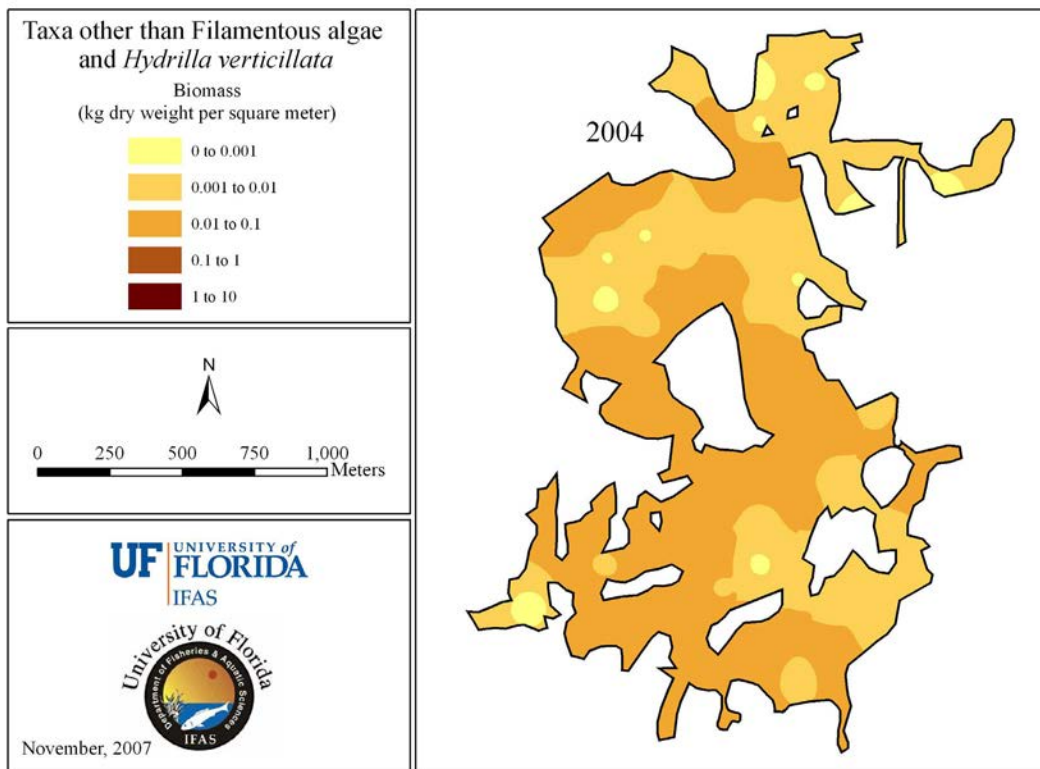 Taxa other than Filamentous algae
and Hydrilla verticillata
Biomass
(kg dry weight per square meter)
0 to 0.001
0.001 to 0.01
0.01 to 0.1
0.1 to 1
1 to 10
N
0 250 500 750 1,000
Meters
UF UNIVERSITY of
FLORIDA
IFAS
University of Florida
Department of Fisheries & Aquatic Sciences
IFAS
November, 2007
2004